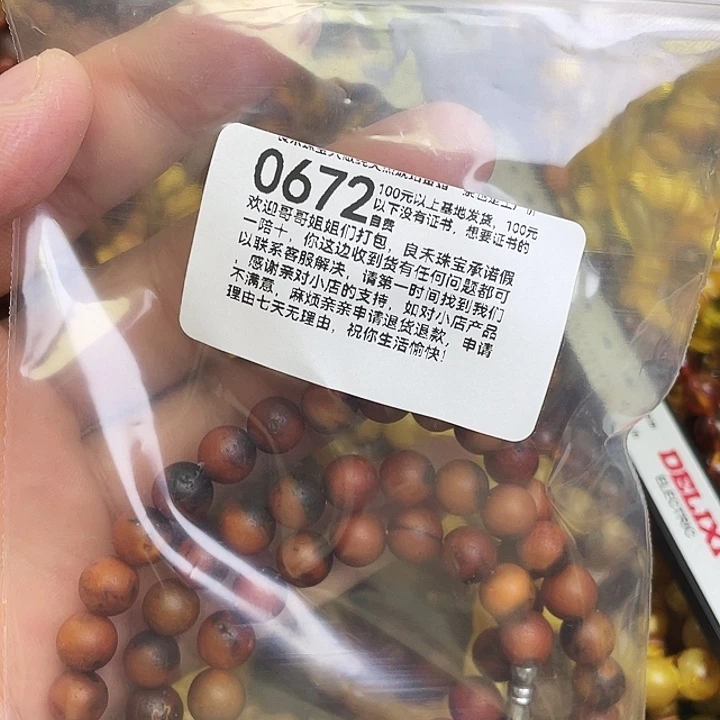 0672
100元以上基地发货，100元
以下没有证书，想要证书的
自费
欢迎哥哥姐姐们打包，良未珠宝承诺假
一陪十，你这边收到货有任何问题都可
以联系客服解决，请第一时间找到我们
，感谢亲对小店的支持，如对小店产品
不满意，麻烦亲亲申请退货退款，申请
理由七天无理由，祝你生活愉快！
DELIXI
ELECTRIC